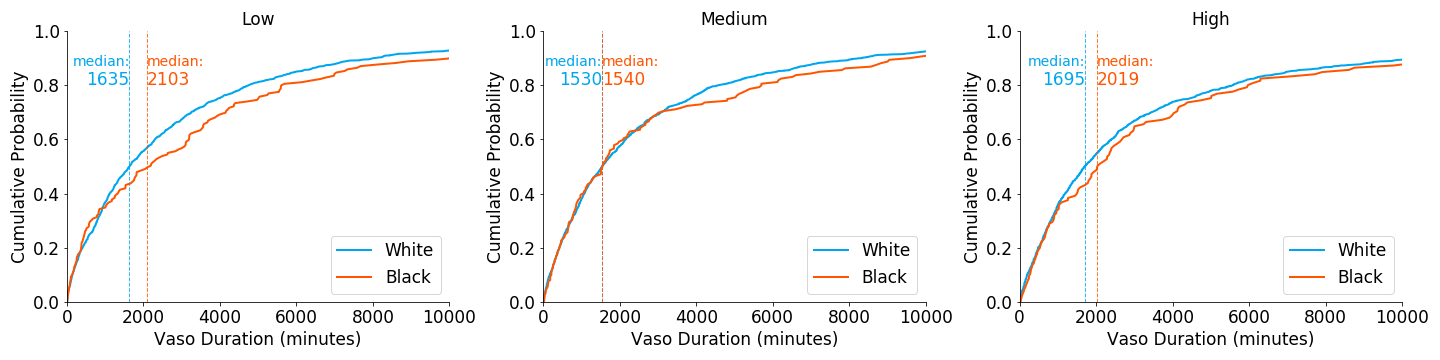 Low
Cumulative Probability
1.0
0.8
0.6
0.4
0.2
0.0
median:
1635
median:
2103
White
Black
0 2000 4000 6000 8000 10000
Vaso Duration (minutes)
Medium
Cumulative Probability
1.0
0.8
0.6
0.4
0.2
0.0
median:
1530
median:
1540
White
Black
0 2000 4000 6000 8000 10000
Vaso Duration (minutes)
High
Cumulative Probability
1.0
0.8
0.6
0.4
0.2
0.0
median:
1695
median:
2019
White
Black
0 2000 4000 6000 8000 10000
Vaso Duration (minutes)